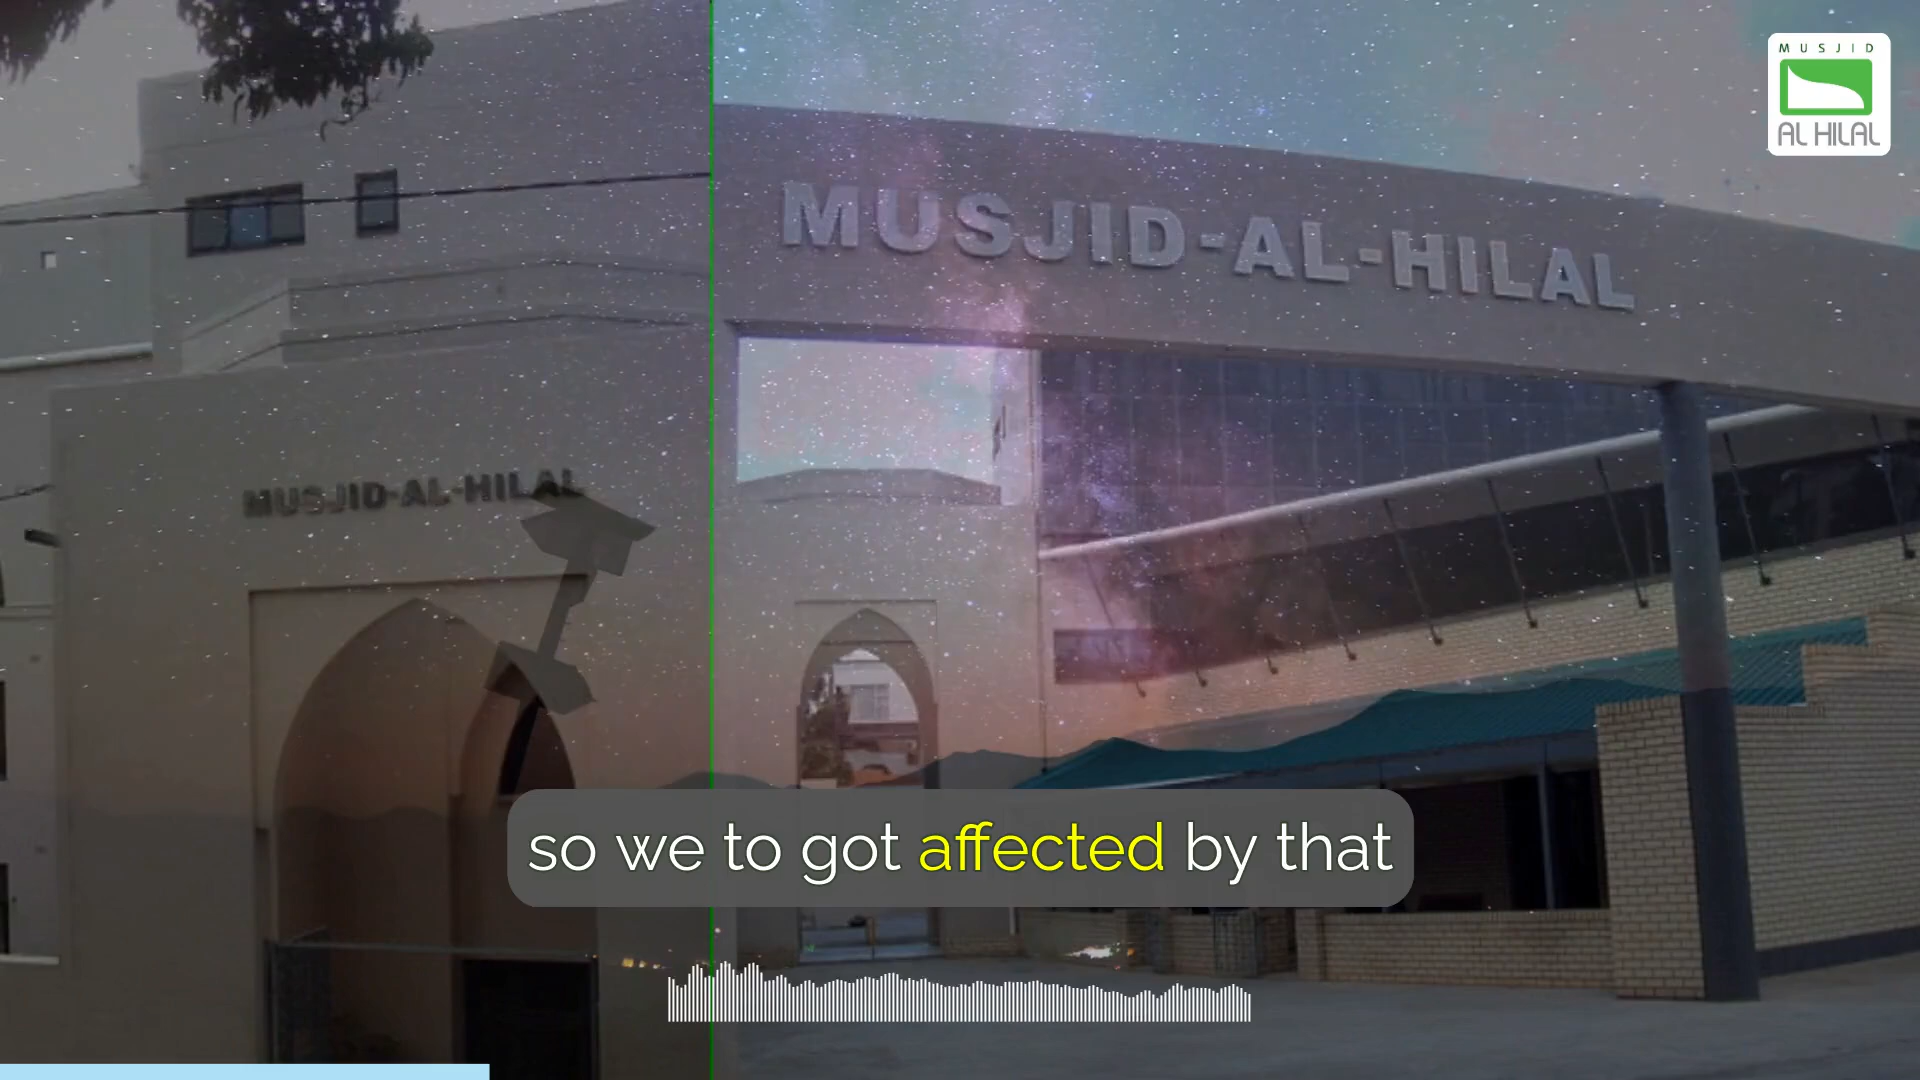 MUSJID
AL HILAL
MUSJID-AL-HILAL
MUSJID-AL-HILAL
so we to got affected by that